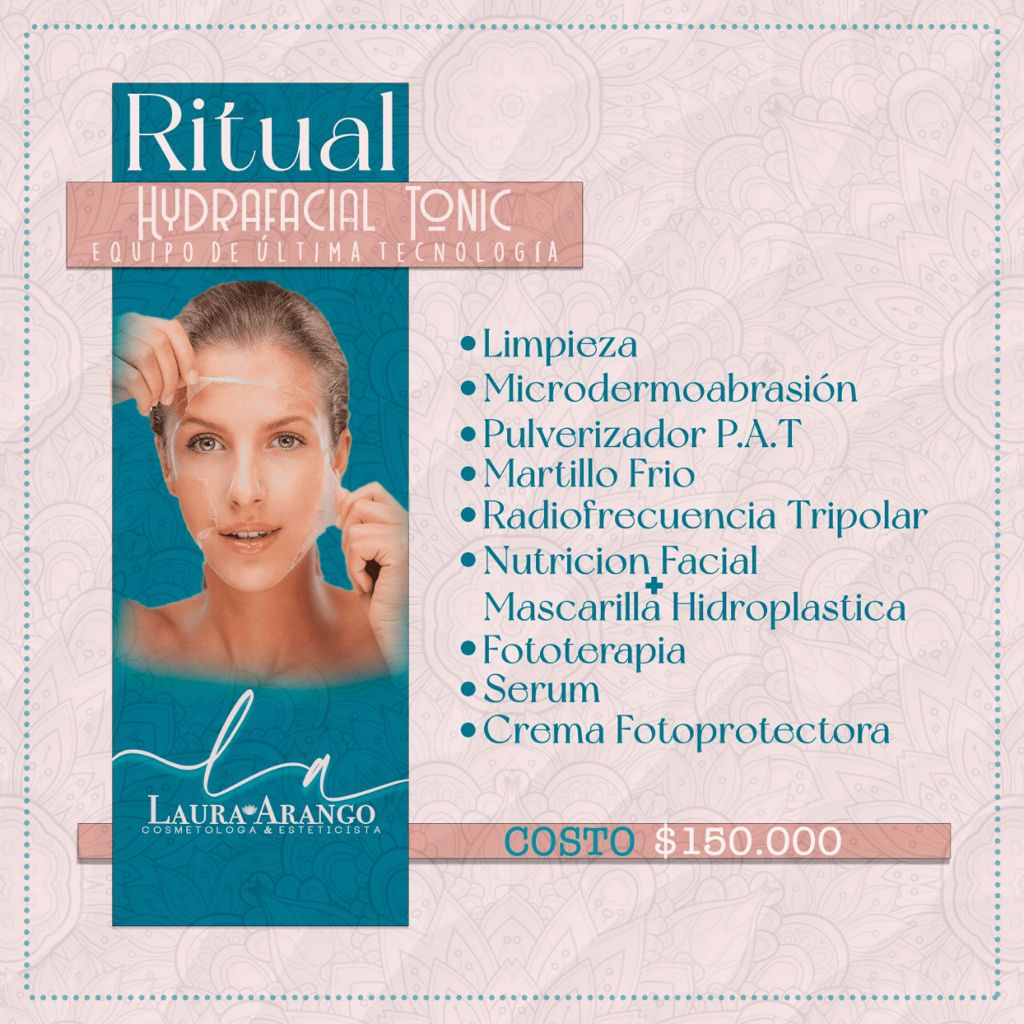 Ritual
HYDRAFACIAL TONIC
EQUIPO DE ÚLTIMA TECNOLOGÍA
• Limpieza
• Microdermoabrasión
• Pulverizador P.A.T
• Martillo Frio
• Radiofrecuencia Tripolar
• Nutricion Facial
+
Mascarilla Hidroplastica
• Fototerapia
• Serum
• Crema Fotoprotectora
la
LAURA ARANGO
COSMETOLOGA & ESTETICISTA
COSTO $150.000